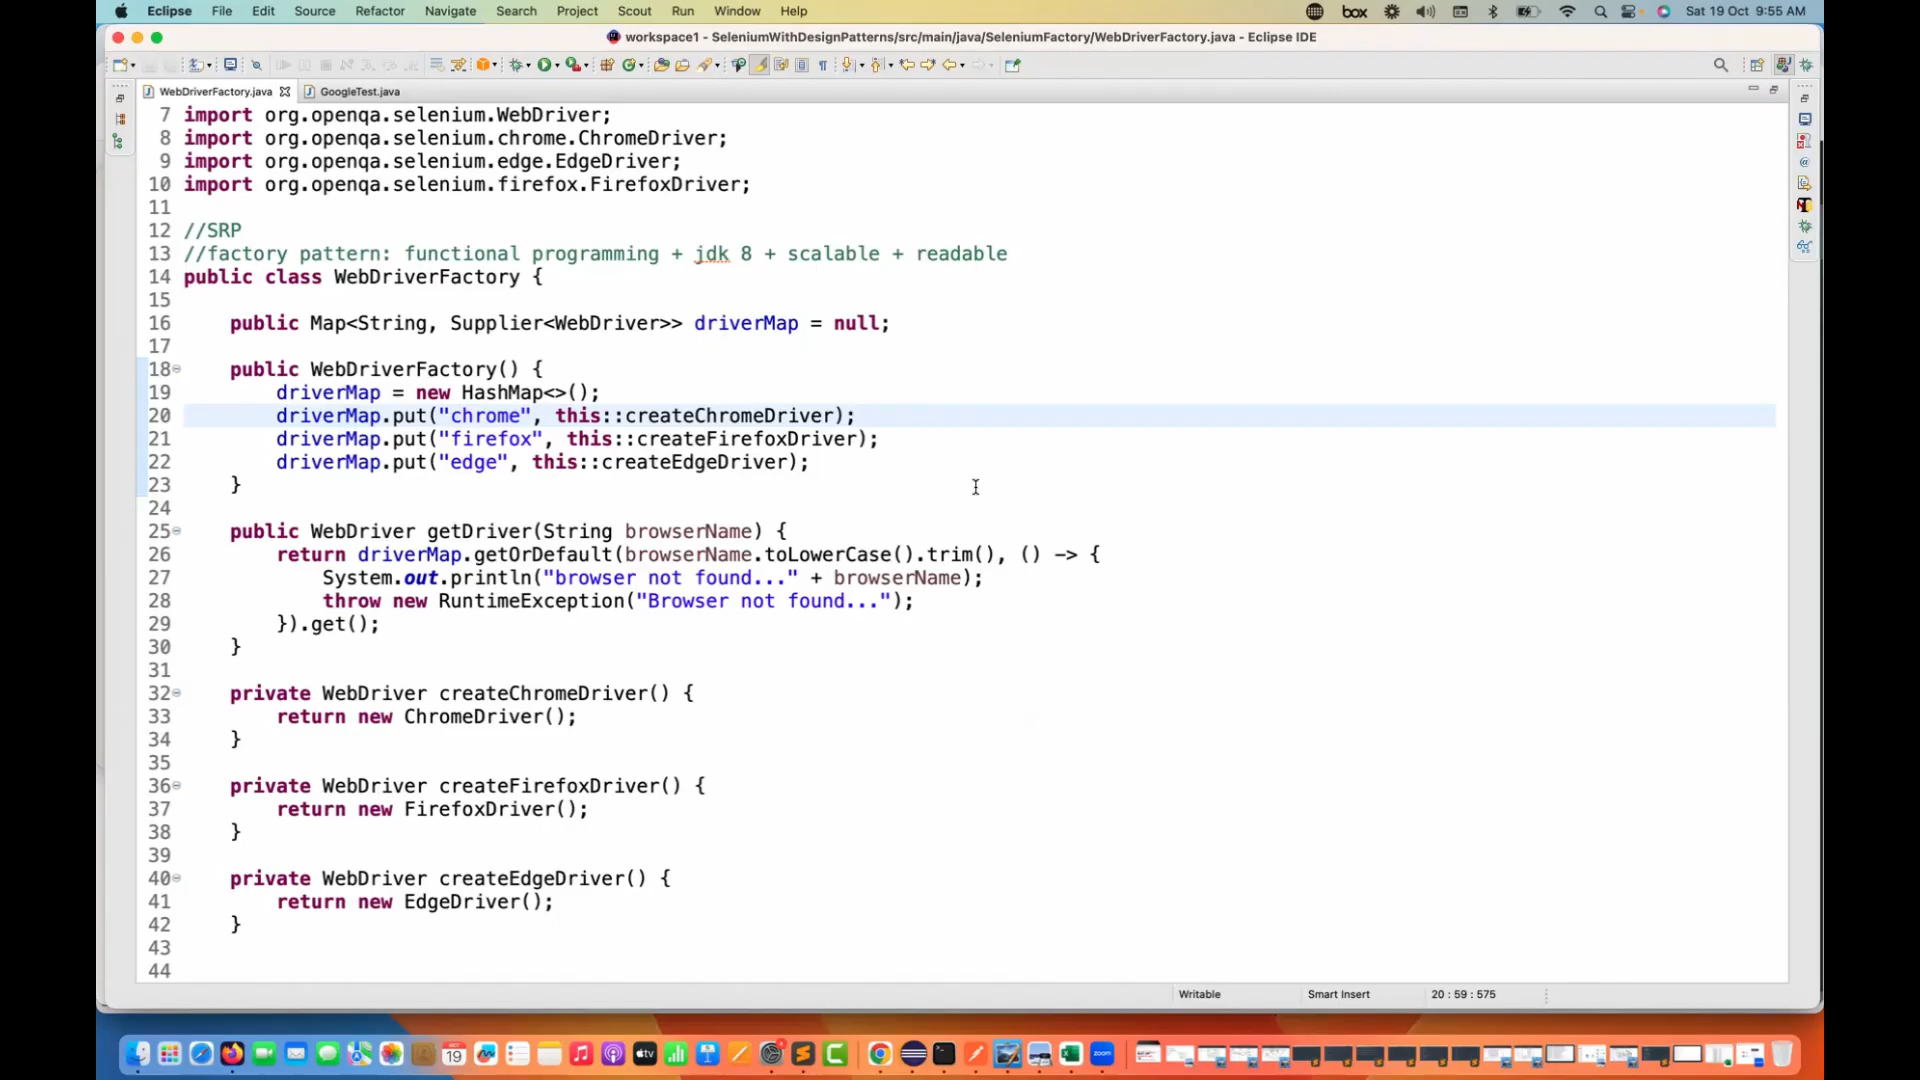 Eclipse File Edit Source Refactor Navigate Search Project Scout Run Window Help box Sat 19 Oct 9:55 AM
workspace1 - SeleniumWithDesignPatterns/src/main/java/SeleniumFactory/WebDriverFactory.java - Eclipse IDE
WebDriverFactory.java GoogleTest.java
7 import org.openqa.selenium.WebDriver;
8 import org.openqa.selenium.chrome.ChromeDriver;
9 import org.openqa.selenium.edge.EdgeDriver;
10 import org.openqa.selenium.firefox.FirefoxDriver;
11
12 //SRP
13 //factory pattern: functional programming + jdk 8 + scalable + readable
14 public class WebDriverFactory {
15
16 public Map<String, Supplier<WebDriver>> driverMap = null;
17
18 public WebDriverFactory() {
19 driverMap = new HashMap<>();
20 driverMap.put("chrome", this::createChromeDriver);
21 driverMap.put("firefox", this::createFirefoxDriver);
22 driverMap.put("edge", this::createEdgeDriver);
23 }
24
25 public WebDriver getDriver(String browserName) {
26 return driverMap.getOrDefault(browserName.toLowerCase().trim(), () -> {
27 System.out.println("browser not found..." + browserName);
28 throw new RuntimeException("Browser not found...");
29 }).get();
30 }
31
32 private WebDriver createChromeDriver() {
33 return new ChromeDriver();
34 }
35
36 private WebDriver createFirefoxDriver() {
37 return new FirefoxDriver();
38 }
39
40 private WebDriver createEdgeDriver() {
41 return new EdgeDriver();
42 }
43
44
Writable Smart Insert 20 : 59 : 575
19 tv zoom